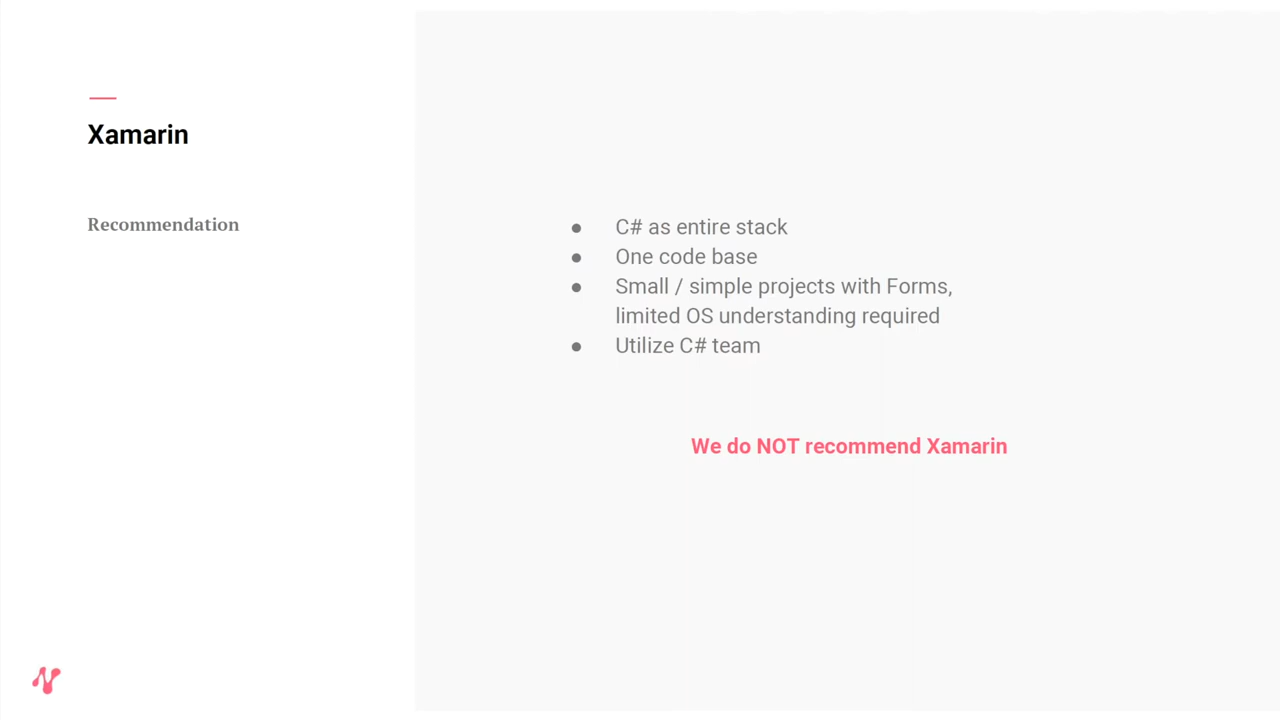 Xamarin
Recommendation
● C# as entire stack
● One code base
● Small / simple projects with Forms,
limited OS understanding required
● Utilize C# team
We do NOT recommend Xamarin